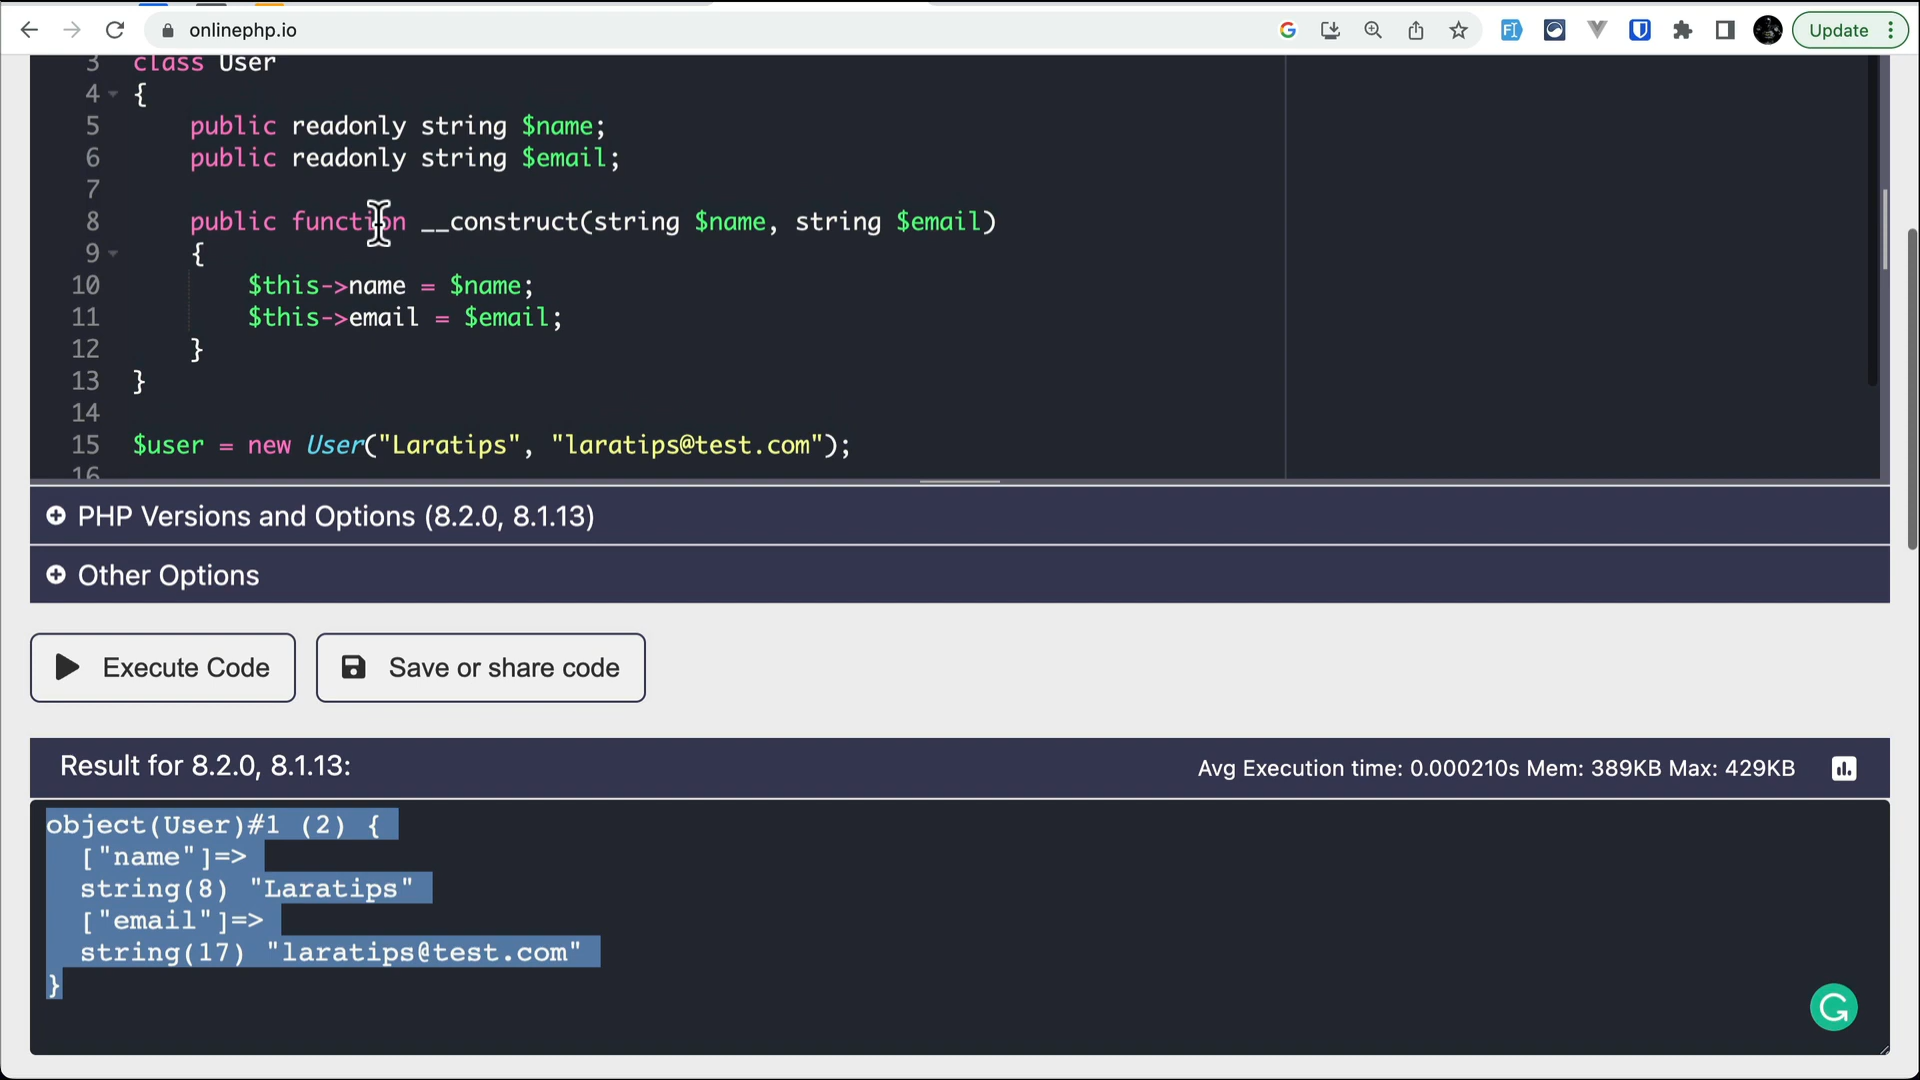 onlinephp.io
Update
3 class User
4 {
5 public readonly string $name;
6 public readonly string $email;
7
8 public function __construct(string $name, string $email)
9 {
10 $this->name = $name;
11 $this->email = $email;
12 }
13 }
14
15 $user = new User("Laratips", "laratips@test.com");
16
PHP Versions and Options (8.2.0, 8.1.13)
Other Options
Execute Code
Save or share code
Result for 8.2.0, 8.1.13:
Avg Execution time: 0.000210s Mem: 389KB Max: 429KB
object(User)#1 (2) {
["name"]=>
string(8) "Laratips"
["email"]=>
string(17) "laratips@test.com"
}